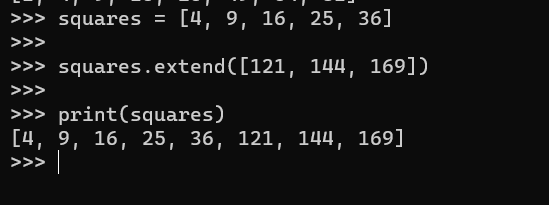 >>> squares = [4, 9, 16, 25, 36]
>>>
>>> squares.extend([121, 144, 169])
>>>
>>> print(squares)
[4, 9, 16, 25, 36, 121, 144, 169]
>>>